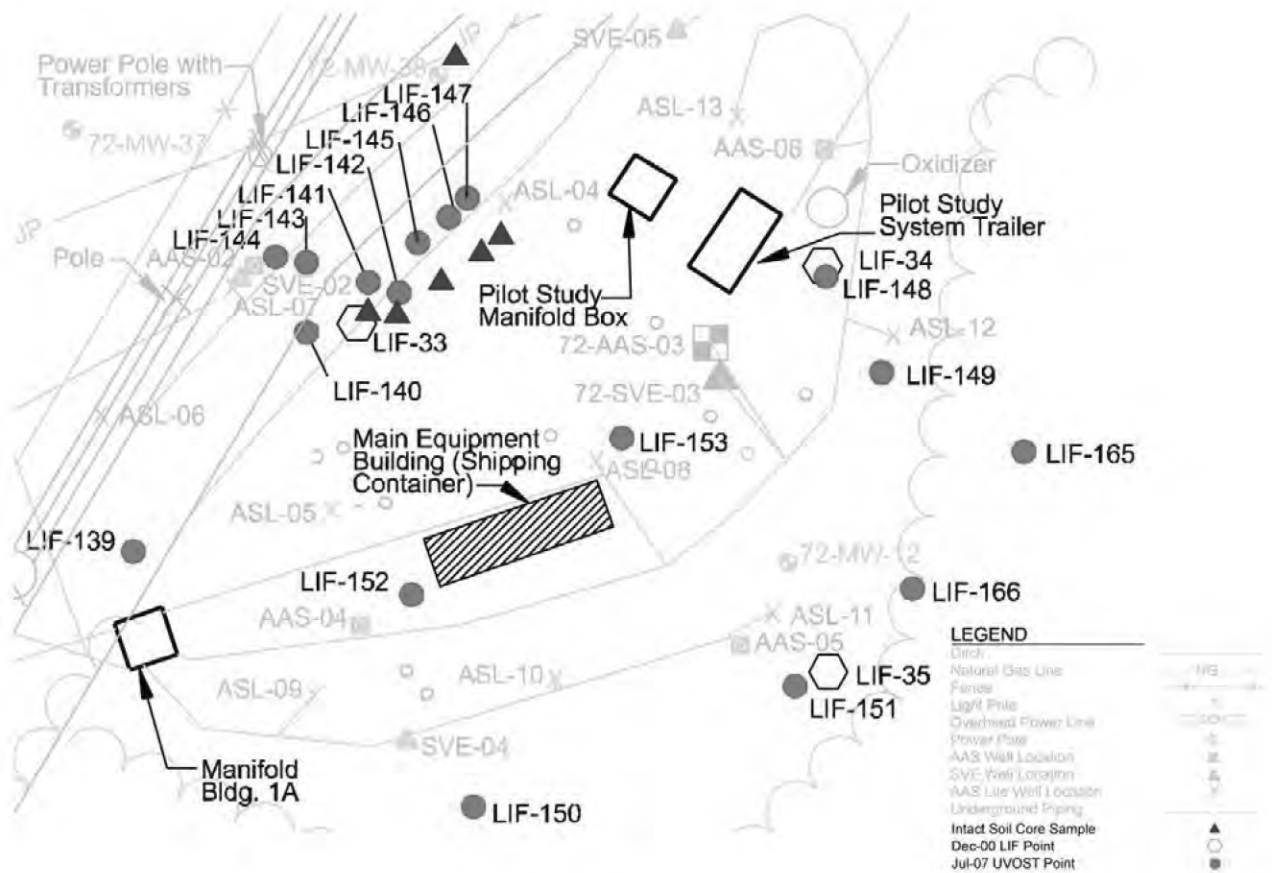 SVE-05
JP
72-MW-38
Power Pole with
Transformers
LIF-147
LIF-146
ASL-13
LIF-145
72-MW-37
LIF-142
AAS-06
Oxidizer
LIF-141
ASL-04
Pilot Study
System Trailer
LIF-143
JP
LIF-144
Pole
AAS-02
LIF-34
SVE-02
LIF-148
Pilot Study
Manifold Box
ASL-07
ASL-12
LIF-33
72-AAS-03
LIF-149
LIF-140
72-SVE-03
ASL-06
Main Equipment
Building (Shipping
Container)
LIF-153
LIF-165
ASL-08
ASL-05
LIF-139
72-MW-12
LIF-152
LIF-166
AAS-04
ASL-11
AAS-05
LEGEND
Ditch
Natural Gas Line
NG
Fence
Light Pole
Overhead Power Line
Power Pole
AAS Well Location
SVE Well Location
Underground Piping
Intact Soil Core Sample
Dec-00 LIF Point
Jul-07 UVOST Point
ASL-09
ASL-10
LIF-35
LIF-151
SVE-04
Manifold
Bldg. 1A
LIF-150